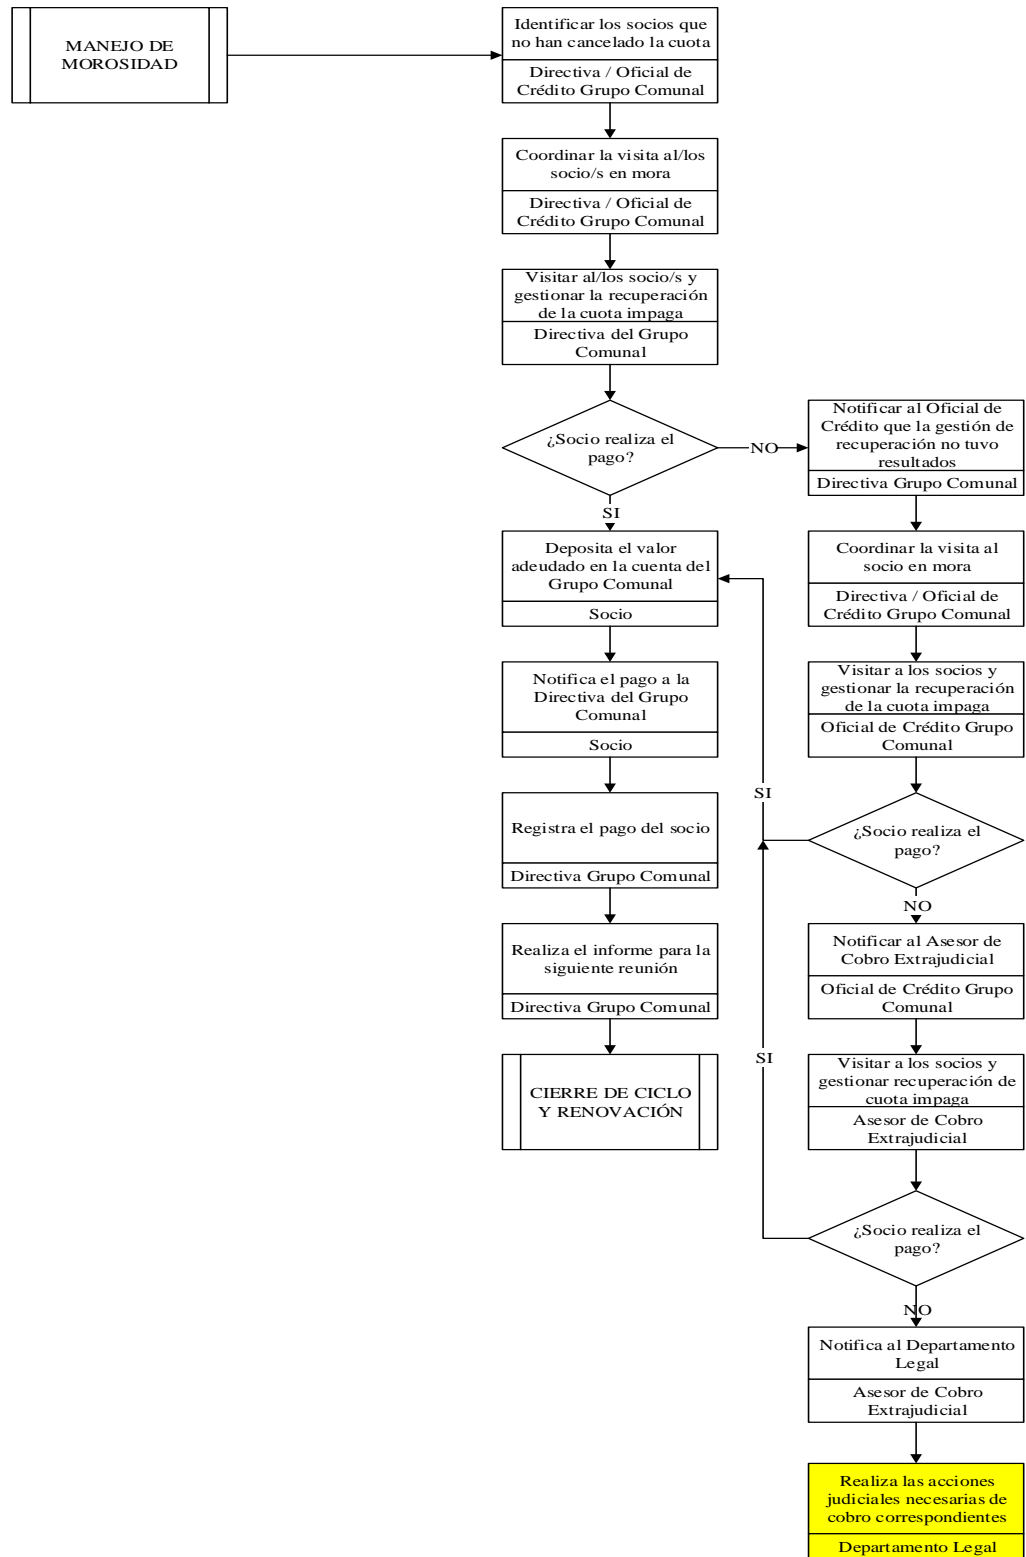 MANEJO DE
MOROSIDAD
Identificar los socios que
no han cancelado la cuota
Directiva / Oficial de
Crédito Grupo Comunal
Coordinar la visita al/los
socio/s en mora
Directiva / Oficial de
Crédito Grupo Comunal
Visitar al/los socio/s y
gestionar la recuperación
de la cuota impaga
Directiva del Grupo
Comunal
¿Socio realiza el
pago?
NO
SI
Deposita el valor
adeudado en la cuenta del
Grupo Comunal
Socio
Notifica el pago a la
Directiva del Grupo
Comunal
Socio
Registra el pago del socio
Directiva Grupo Comunal
Realiza el informe para la
siguiente reunión
Directiva Grupo Comunal
CIERRE DE CICLO
Y RENOVACIÓN
Notificar al Oficial de
Crédito que la gestión de
recuperación no tuvo
resultados
Directiva Grupo Comunal
Coordinar la visita al
socio en mora
Directiva / Oficial de
Crédito Grupo Comunal
Visitar a los socios y
gestionar la recuperación
de la cuota impaga
Oficial de Crédito Grupo
Comunal
SI
¿Socio realiza el
pago?
NO
Notificar al Asesor de
Cobro Extrajudicial
Oficial de Crédito Grupo
Comunal
SI
Visitar a los socios y
gestionar recuperación de
cuota impaga
Asesor de Cobro
Extrajudicial
¿Socio realiza el
pago?
NO
Notifica al Departamento
Legal
Asesor de Cobro
Extrajudicial
Realiza las acciones
judiciales necesarias de
cobro correspondientes
Departamento Legal